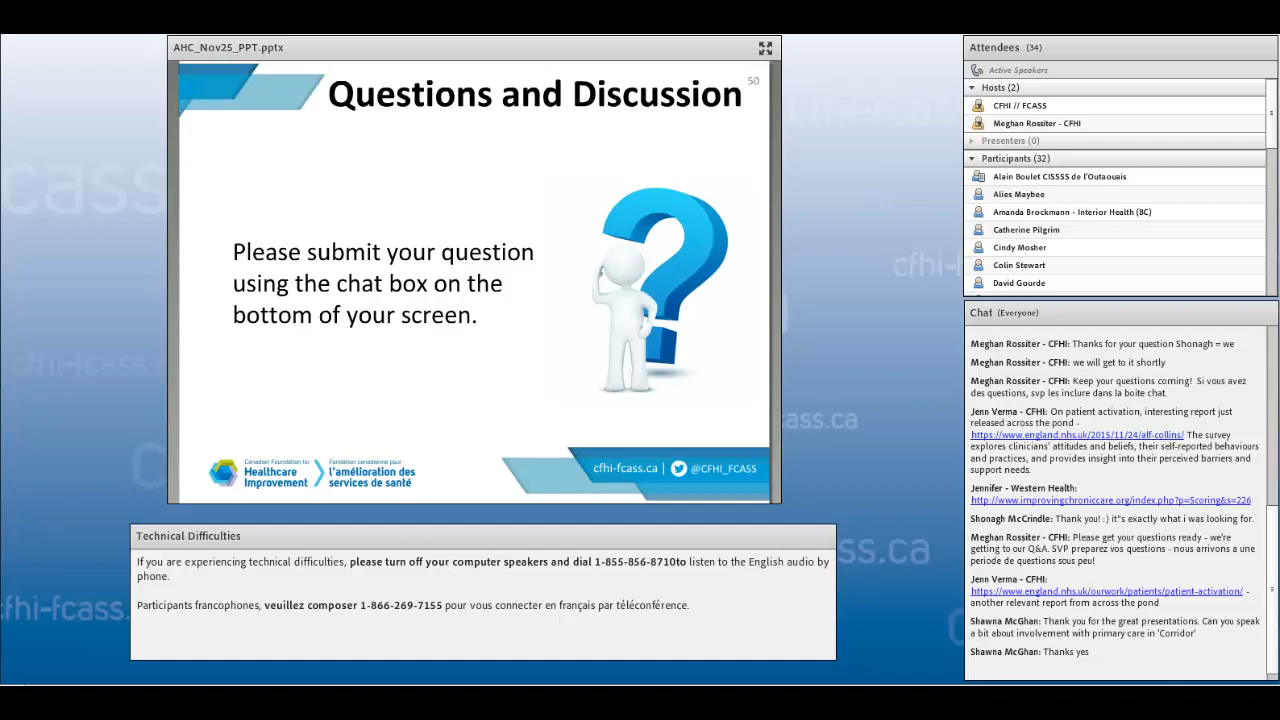 AHC_Nov25_PPT.pptx
Questions and Discussion
50
Please submit your question
using the chat box on the
bottom of your screen.
Canadian Foundation for
Healthcare
Improvement
Fondation canadienne pour
l'amélioration des
services de santé
cfhi-fcass.ca | @CFHI_FCASS
Technical Difficulties
If you are experiencing technical difficulties, please turn off your computer speakers and dial 1-855-856-8710to listen to the English audio by
phone.
Participants francophones, veuillez composer 1-866-269-7155 pour vous connecter en français par téléconférence.
Attendees (34)
Active Speakers
Hosts (2)
CFHI // FCASS
Meghan Rossiter - CFHI
Presenters (0)
Participants (32)
Alain Boulet CISSSS de l'Outaouais
Alies Maybee
Amanda Brockmann - Interior Health (BC)
Catherine Pilgrim
Cindy Mosher
Colin Stewart
David Gourde
Chat (Everyone)
Meghan Rossiter - CFHI: Thanks for your question Shonagh = we
Meghan Rossiter - CFHI: we will get to it shortly
Meghan Rossiter - CFHI: Keep your questions coming! Si vous avez
des questions, svp les inclure dans la boite chat.
Jenn Verma - CFHI: On patient activation, interesting report just
released across the pond -
https://www.england.nhs.uk/2015/11/24/alf-collins/ The survey
explores clinicians' attitudes and beliefs, their self-reported behaviours
and practices, and provides insight into their perceived barriers and
support needs.
Jennifer - Western Health:
http://www.improvingchroniccare.org/index.php?p=Scoring&s=226
Shonagh McCrindle: Thank you! :) it"s exactly what i was looking for.
Meghan Rossiter - CFHI: Please get your questions ready - we're
getting to our Q&A. SVP preparez vos questions - nous arrivons a une
periode de questions sous peu!
Jenn Verma - CFHI:
https://www.england.nhs.uk/ourwork/patients/patient-activation/ -
another relevant report from across the pond
Shawna McGhan: Thank you for the great presentations. Can you speak
a bit about involvement with primary care in 'Corridor'
Shawna McGhan: Thanks yes
cass
cfhi-f
cfhi-fcass
ass.ca
ss.ca
cfhi-fcass